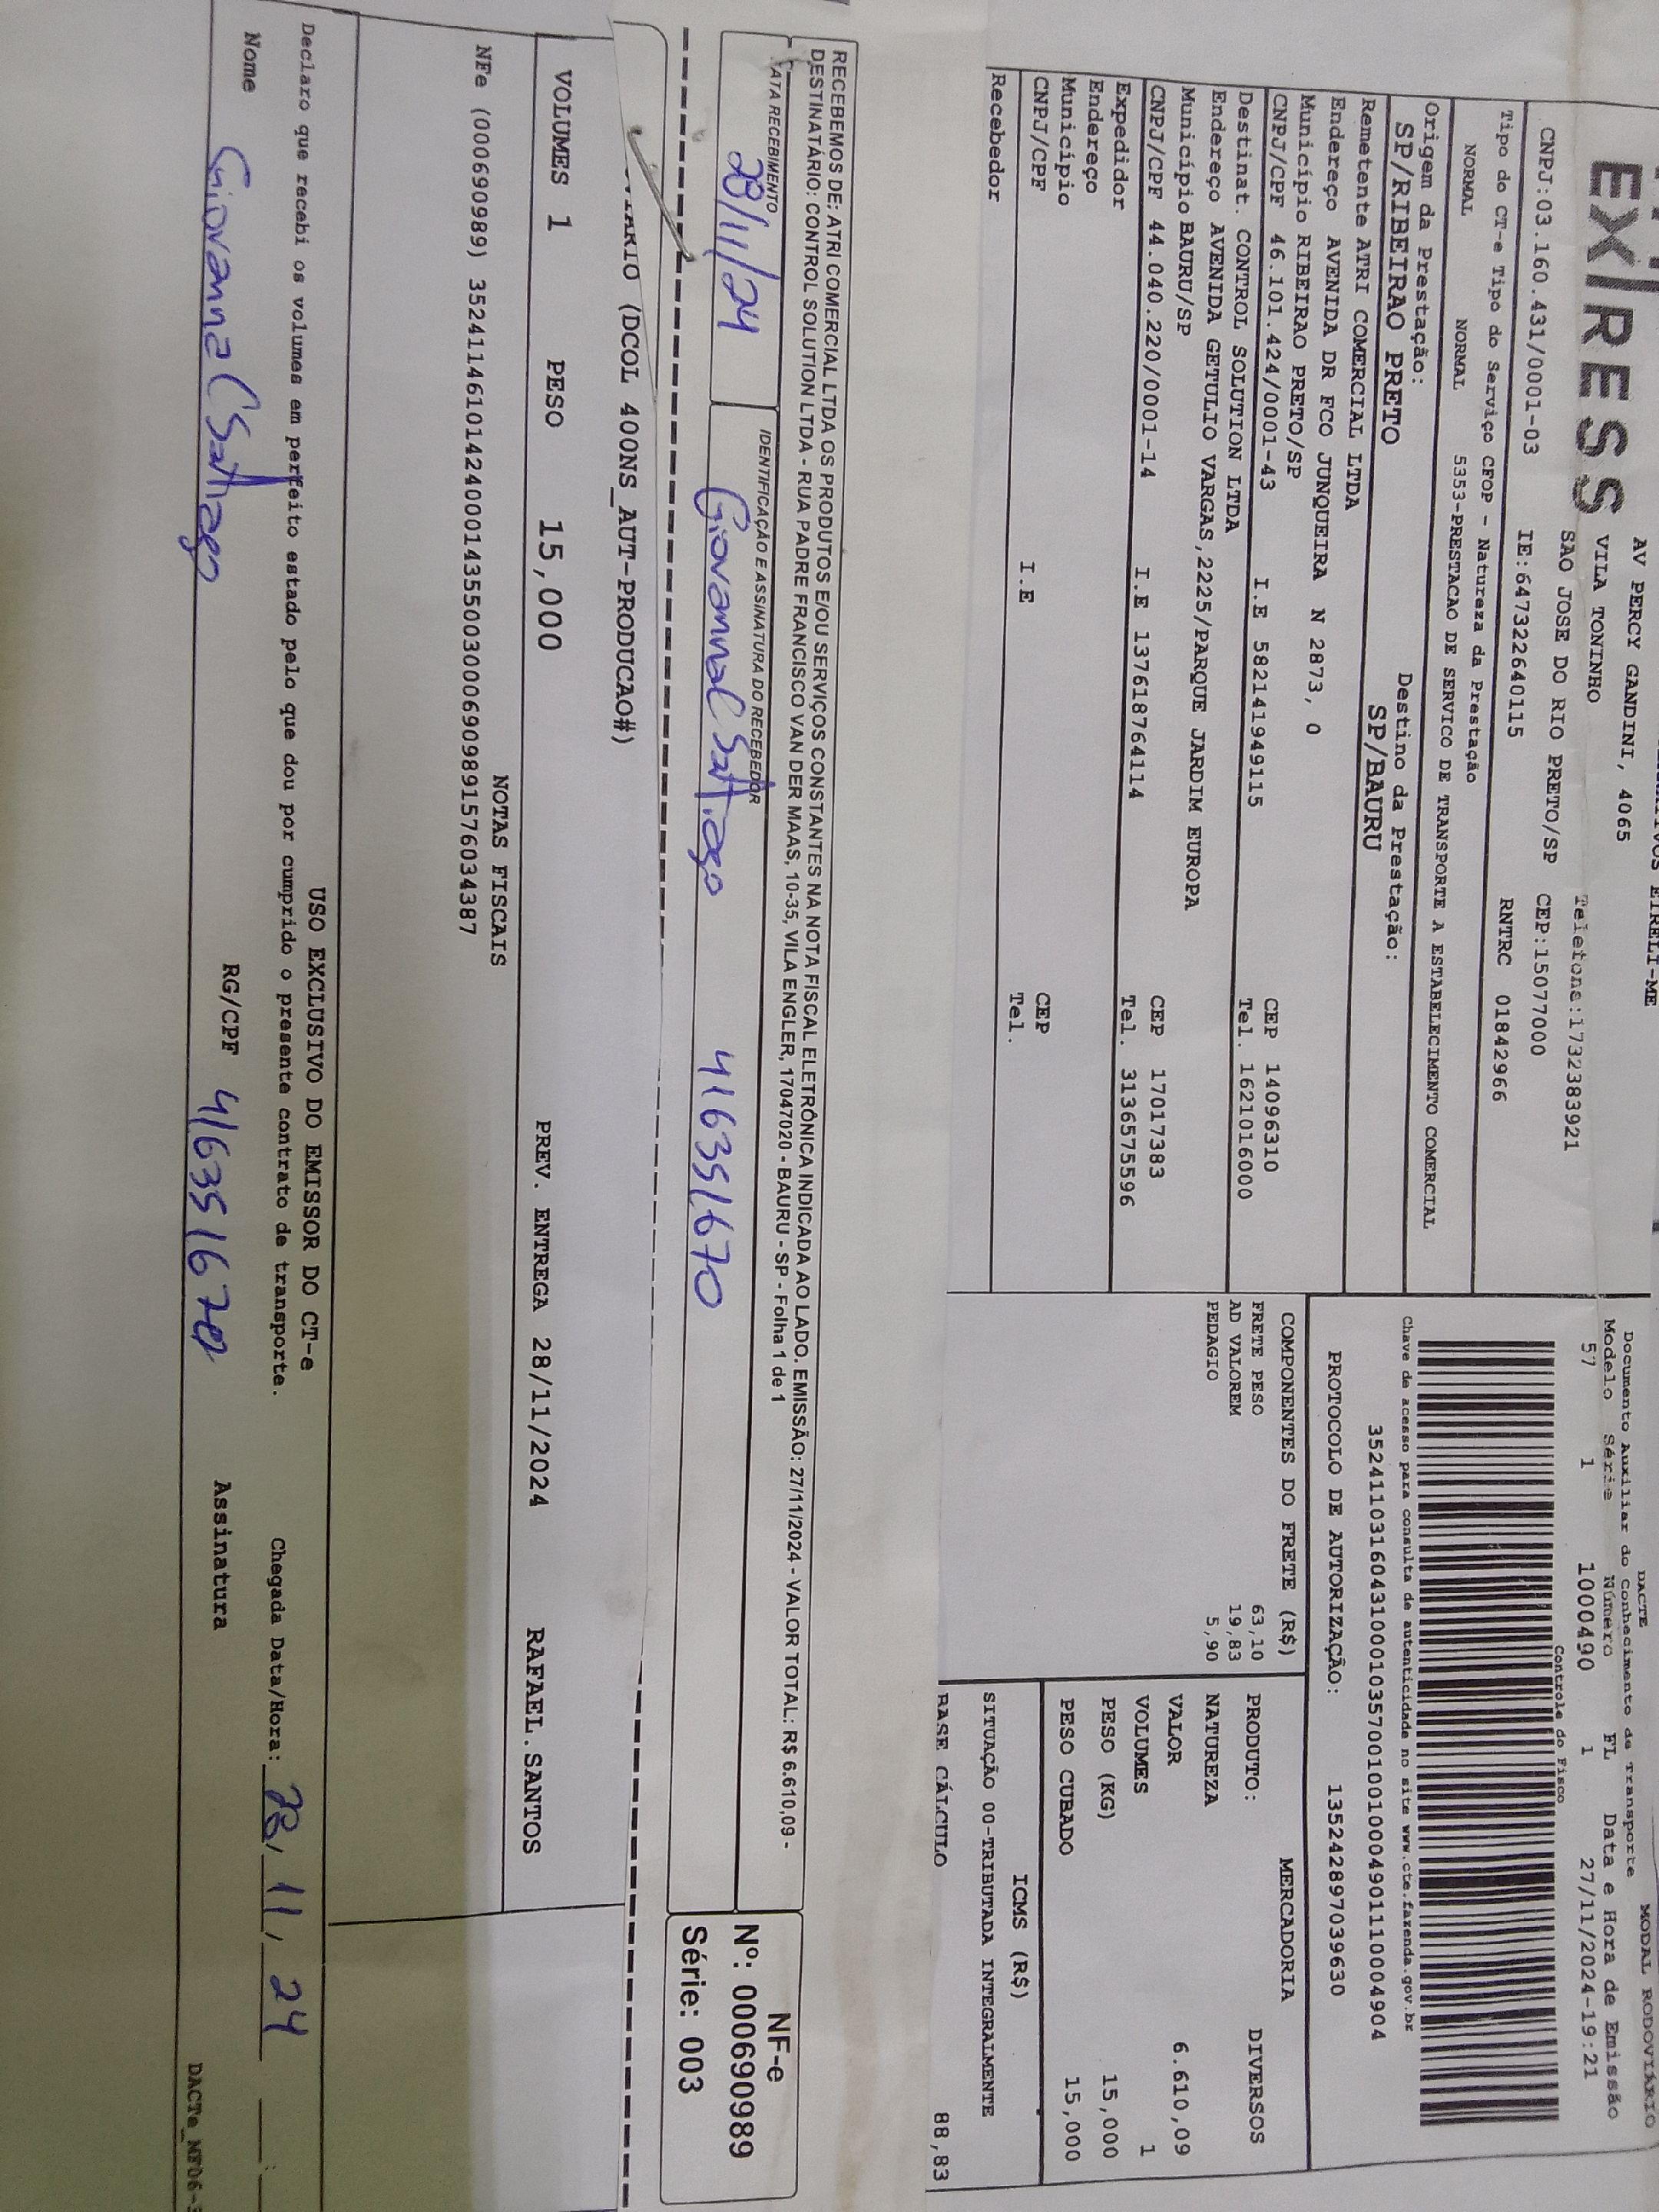 EIRELI-ME
EXPRESS
AV PERCY GANDINI, 4065
VILA TONINHO
SAO JOSE DO RIO PRETO/SP CEP:15077000
Telefone:1732383921
CNPJ:03.160.431/0001-03 IE:647322640115 RNTRC 01842966
Tipo do CT-e Tipo do Serviço CFOP - Natureza da Prestação
NORMAL NORMAL 5353-PRESTACAO DE SERVICO DE TRANSPORTE A ESTABELECIMENTO COMERCIAL
Origem da Prestação: Destino da Prestação:
SP/RIBEIRAO PRETO SP/BAURU
Remetente ATRI COMERCIAL LTDA
Endereço AVENIDA DR FCO JUNQUEIRA N 2873, 0
Município RIBEIRAO PRETO/SP CEP 14096310
CNPJ/CPF 46.101.424/0001-43 I.E 582141949115 Tel. 1621016000
Destinat. CONTROL SOLUTION LTDA
Endereço AVENIDA GETULIO VARGAS,2225/PARQUE JARDIM EUROPA
Município BAURU/SP CEP 17017383
CNPJ/CPF 44.040.220/0001-14 I.E 137618764114 Tel. 3136575596
Expedidor
Endereço
Município CEP
CNPJ/CPF I.E Tel.
Recebedor
DACTE MODAL RODOVIÁRIO
Documento Auxiliar do Conhecimento de Transporte
Modelo Série Número FL Data e Hora de Emissão
57 1 1000490 1 27/11/2024-19:21
Controle do Fisco
Chave de acesso para consulta de autenticidade no site www.cte.fazenda.gov.br
35241103160431000103570010010004901110004904
PROTOCOLO DE AUTORIZAÇÃO: 135242897039630
COMPONENTES DO FRETE (R$)
FRETE PESO 63,10
AD VALOREM 19,83
PEDAGIO 5,90
MERCADORIA
PRODUTO: DIVERSOS
NATUREZA
VALOR 6.610,09
VOLUMES 1
PESO (KG) 15,000
PESO CUBADO 15,000
ICMS (R$)
SITUAÇÃO 00-TRIBUTADA INTEGRALMENTE
BASE CÁLCULO 88,83
RECEBEMOS DE: ATRI COMERCIAL LTDA OS PRODUTOS E/OU SERVIÇOS CONSTANTES NA NOTA FISCAL ELETRÔNICA INDICADA AO LADO. EMISSÃO: 27/11/2024 - VALOR TOTAL: R$ 6.610,09 -
DESTINATÁRIO: CONTROL SOLUTION LTDA - RUA PADRE FRANCISCO VAN DER MAAS, 10-35, VILA ENGLER, 17047020 - BAURU - SP - Folha 1 de 1
DATA RECEBIMENTO IDENTIFICAÇÃO E ASSINATURA DO RECEBEDOR
28/11/24 Giovanna C Sattiago 416351670
NF-e
Nº: 000690989
Série: 003
(DCOL 400NS_AUT-PRODUCAO#)
VOLUMES 1 PESO 15,000 PREV. ENTREGA 28/11/2024 RAFAEL.SANTOS
NOTAS FISCAIS
NFe (000690989) 35241146101424000143550030006909891576034387
USO EXCLUSIVO DO EMISSOR DO CT-e
Declaro que recebi os volumes em perfeito estado pelo que dou por cumprido o presente contrato de transporte. Chegada Data/Hora: 28, 11, 24
Nome Giovanna C Sattiago RG/CPF 416351670 Assinatura